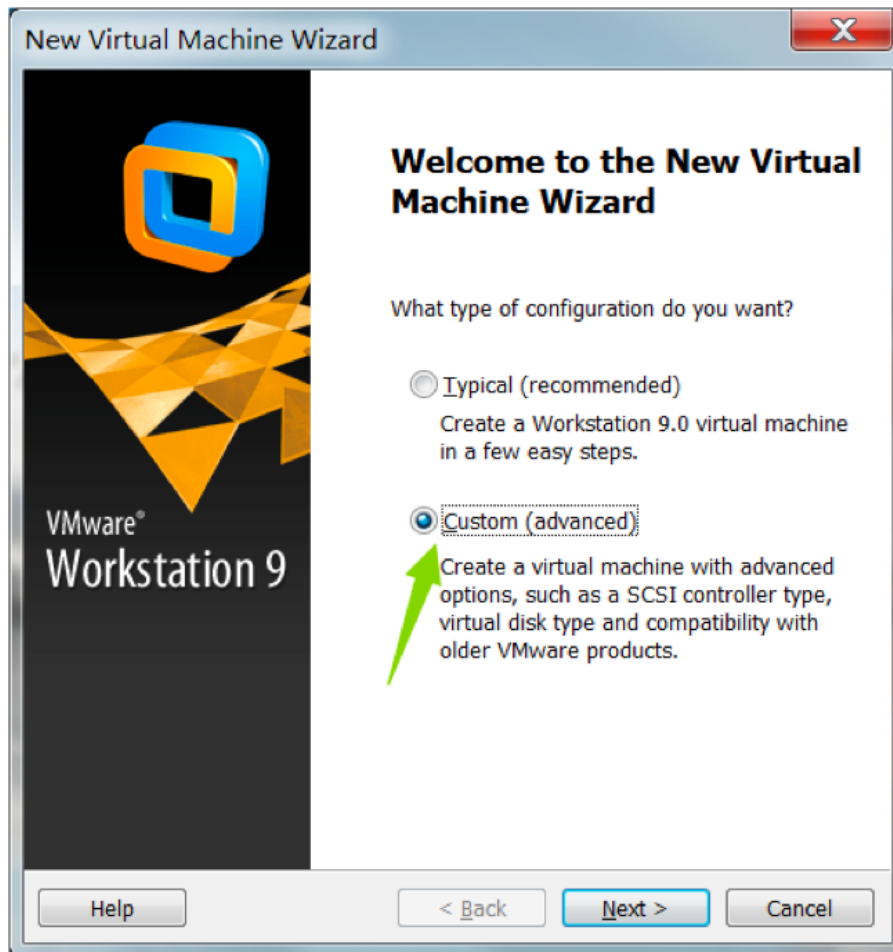 New Virtual Machine Wizard
VMware®
Workstation 9
Welcome to the New Virtual
Machine Wizard
What type of configuration do you want?
Typical (recommended)
Create a Workstation 9.0 virtual machine
in a few easy steps.
Custom (advanced)
Create a virtual machine with advanced
options, such as a SCSI controller type,
virtual disk type and compatibility with
older VMware products.
Help
< Back
Next >
Cancel